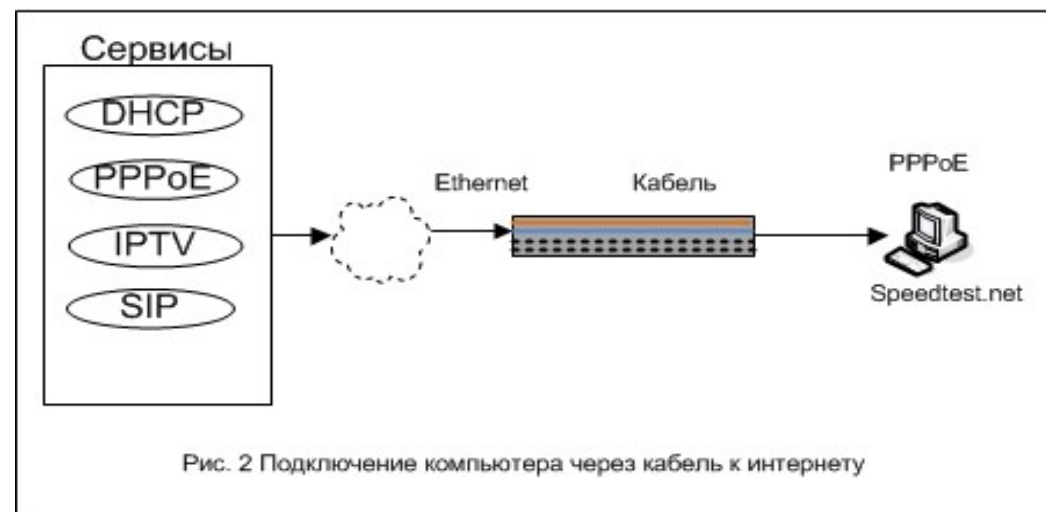 Сервисы
DHCP
PPPoE
IPTV
SIP
Ethernet
Кабель
PPPoE
Speedtest.net
Рис. 2 Подключение компьютера через кабель к интернету